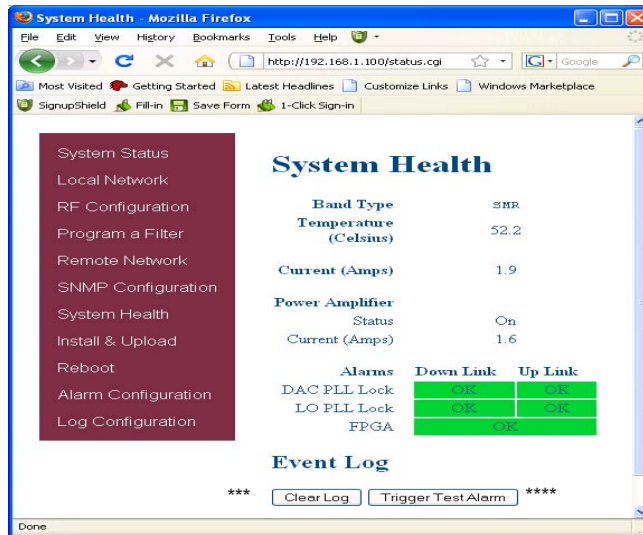 System Health - Mozilla Firefox
File Edit View History Bookmarks Tools Help
http://192.168.1.100/status.cgi G Google
Most Visited Getting Started Latest Headlines Customize Links Windows Marketplace
SignupShield Fill-in Save Form 1-Click Sign-in
System Status
Local Network
RF Configuration
Program a Filter
Remote Network
SNMP Configuration
System Health
Install & Upload
Reboot
Alarm Configuration
Log Configuration
System Health
Band Type SMR
Temperature
(Celsius) 52.2
Current (Amps) 1.9
Power Amplifier
Status On
Current (Amps) 1.6
Alarms Down Link Up Link
DAC PLL Lock OK OK
LO PLL Lock OK OK
FPGA OK
Event Log
*** Clear Log Trigger Test Alarm ****
Done